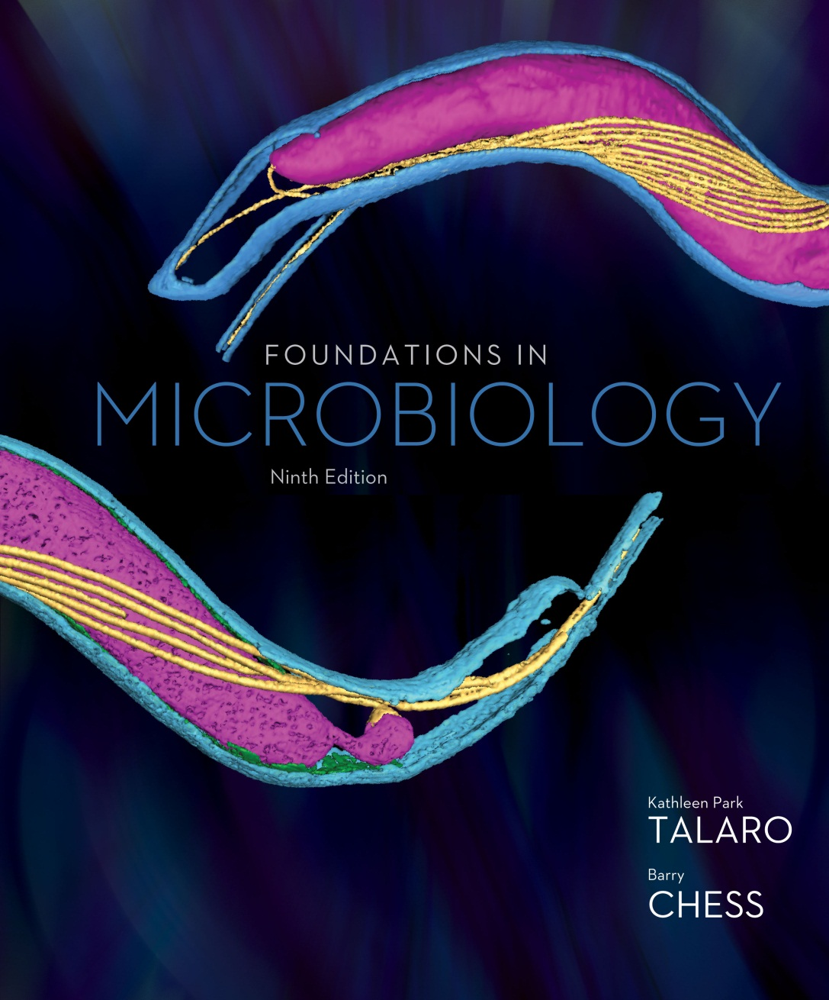 FOUNDATIONS IN
MICROBIOLOGY
Ninth Edition
Kathleen Park
TALARO
Barry
CHESS